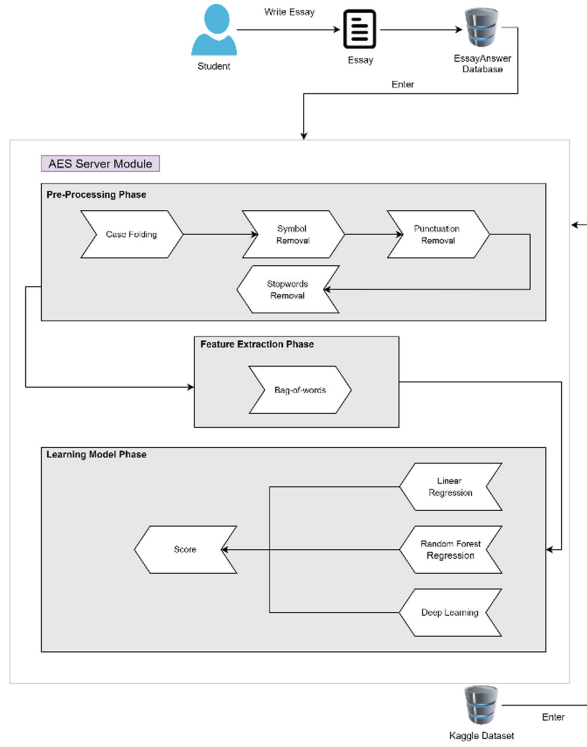 Write Essay
Student
Essay
EssayAnswer
Database
Enter
AES Server Module
Pre-Processing Phase
Case Folding
Symbol
Removal
Punctuation
Removal
Stopwords
Removal
Feature Extraction Phase
Bag-of-words
Learning Model Phase
Linear
Regression
Score
Random Forest
Regression
Deep Learning
Kaggle Dataset
Enter